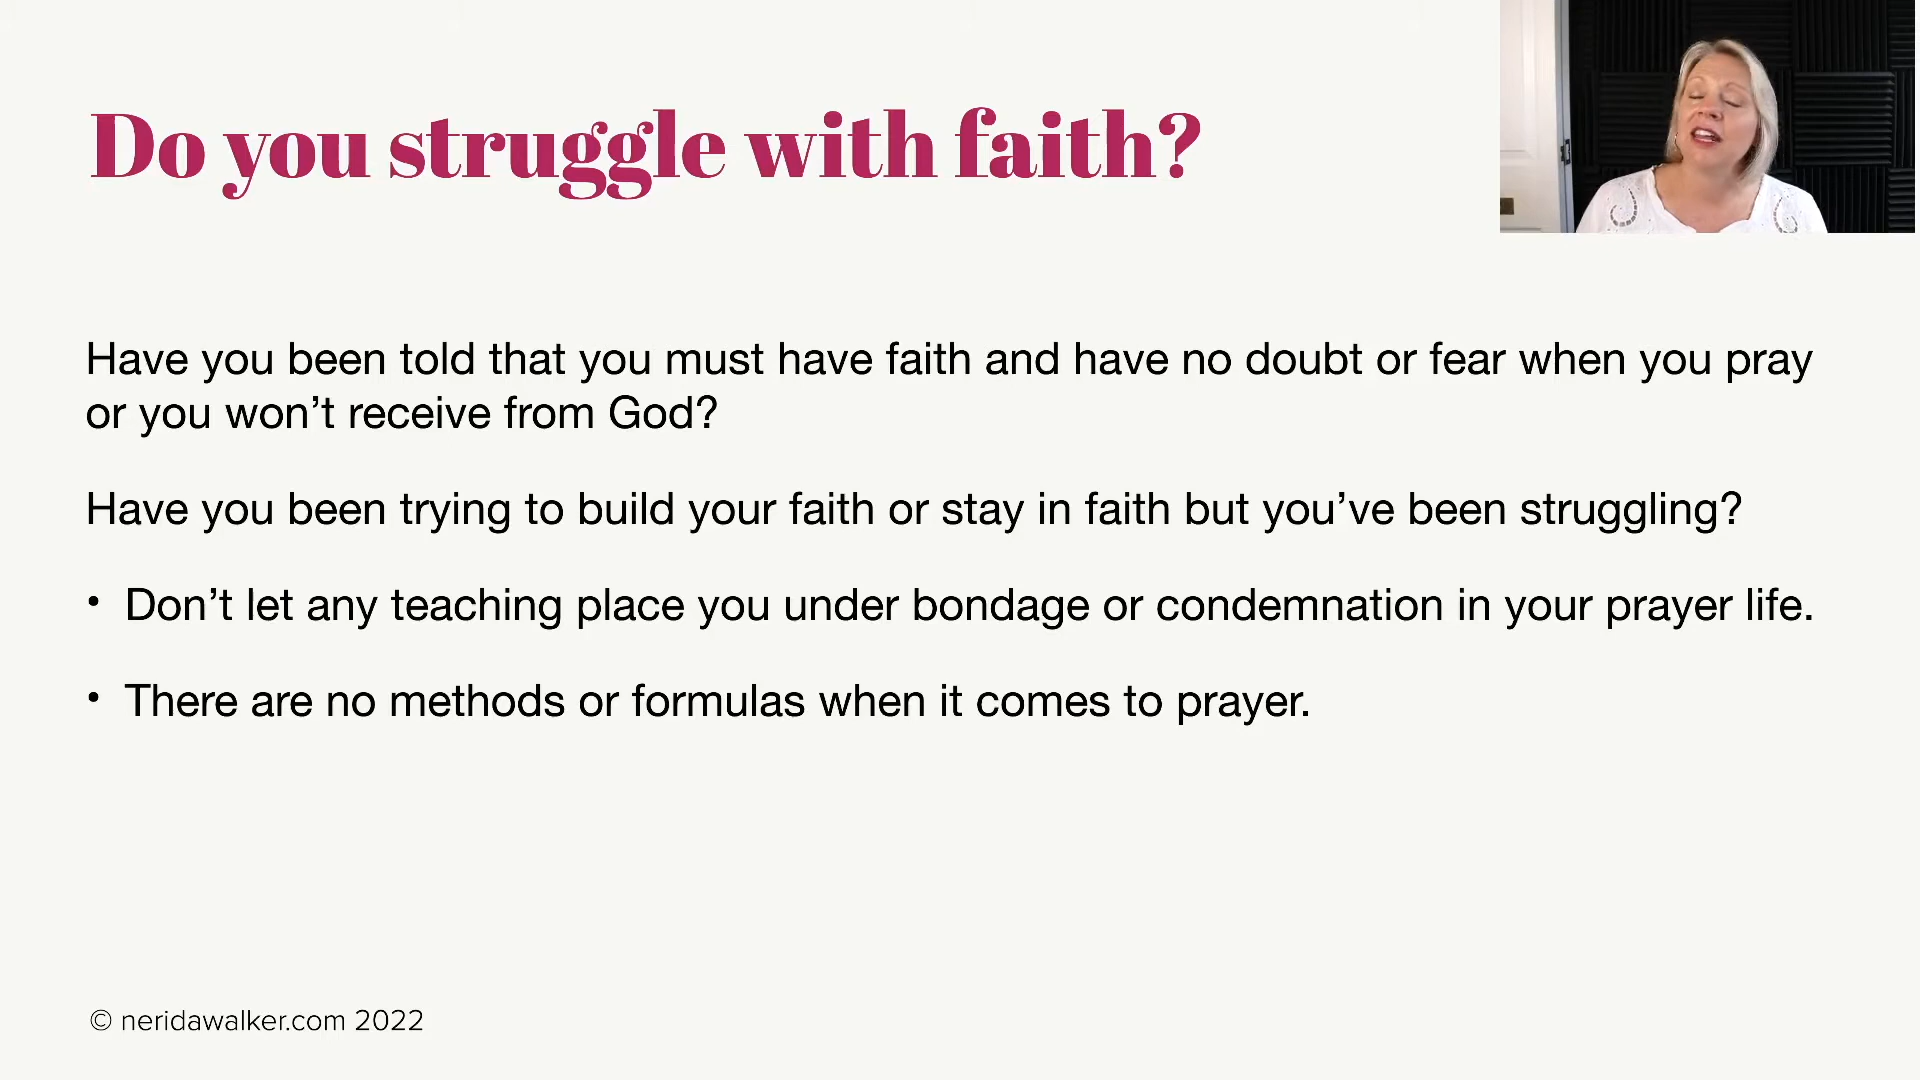 Do you struggle with faith?
Have you been told that you must have faith and have no doubt or fear when you pray
or you won’t receive from God?
Have you been trying to build your faith or stay in faith but you’ve been struggling?
• Don’t let any teaching place you under bondage or condemnation in your prayer life.
• There are no methods or formulas when it comes to prayer.
© neridawalker.com 2022